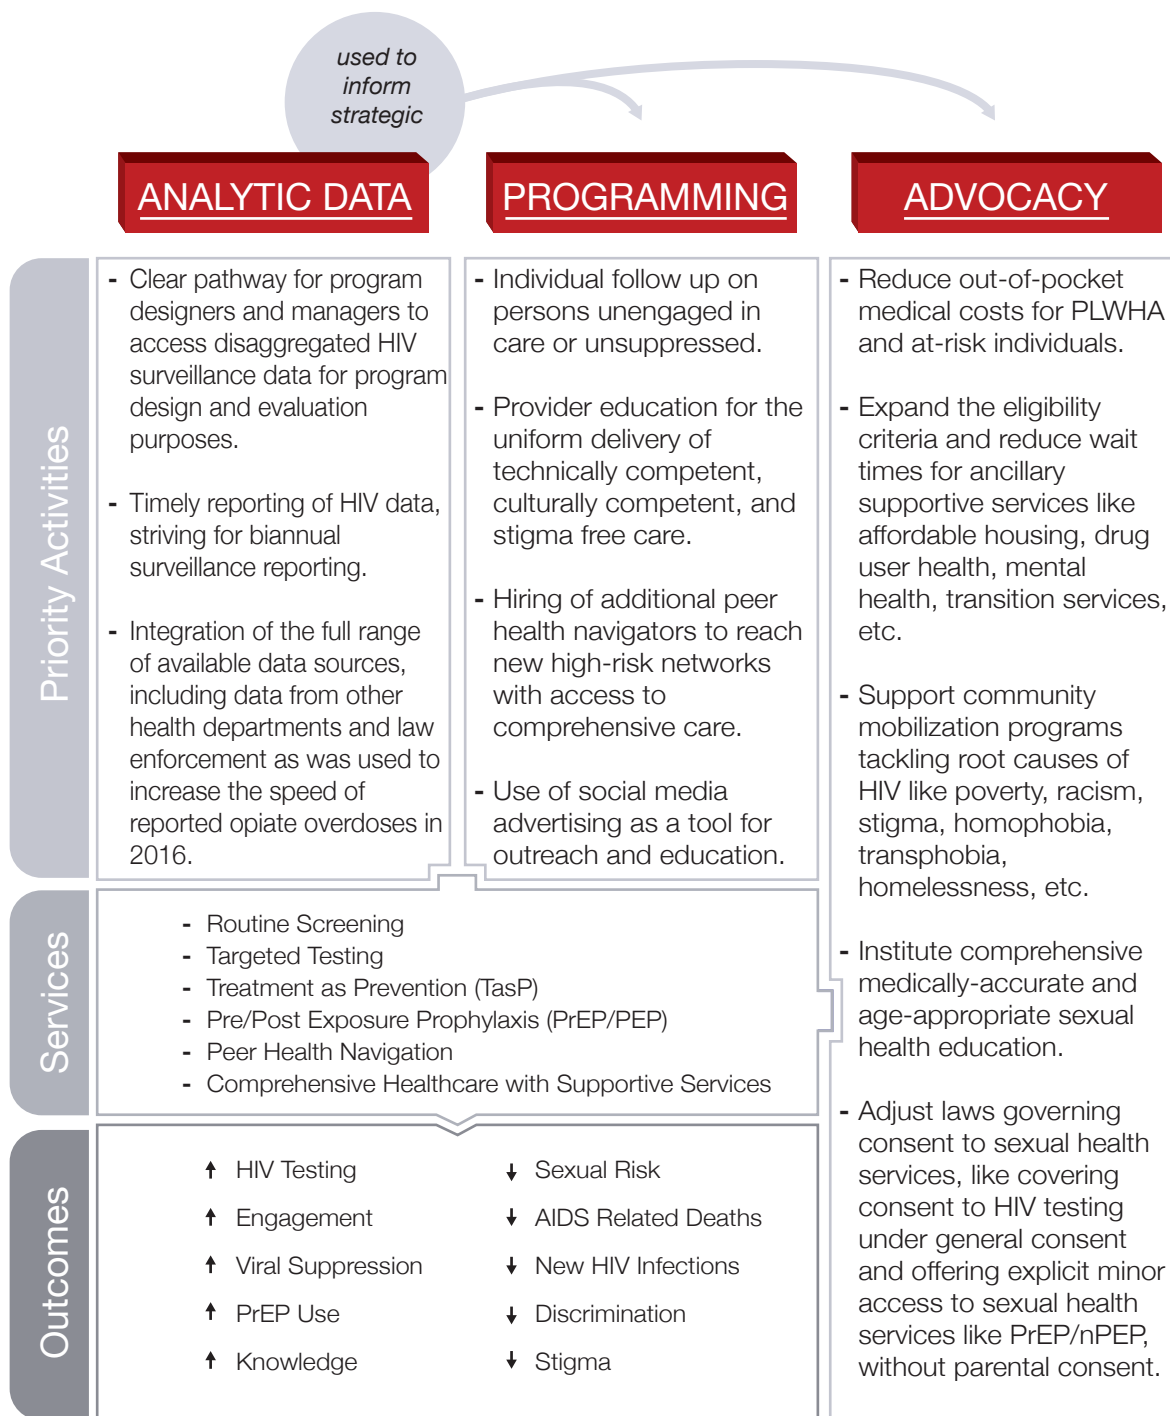 used to
inform
strategic
ANALYTIC DATA
PROGRAMMING
ADVOCACY
Priority Activities
- Clear pathway for program
designers and managers to
access disaggregated HIV
surveillance data for program
design and evaluation
purposes.
- Timely reporting of HIV data,
striving for biannual
surveillance reporting.
- Integration of the full range
of available data sources,
including data from other
health departments and law
enforcement as was used to
increase the speed of
reported opiate overdoses in
2016.
- Individual follow up on
persons unengaged in
care or unsuppressed.
- Provider education for the
uniform delivery of
technically competent,
culturally competent, and
stigma free care.
- Hiring of additional peer
health navigators to reach
new high-risk networks
with access to
comprehensive care.
- Use of social media
advertising as a tool for
outreach and education.
- Reduce out-of-pocket
medical costs for PLWHA
and at-risk individuals.
- Expand the eligibility
criteria and reduce wait
times for ancillary
supportive services like
affordable housing, drug
user health, mental
health, transition services,
etc.
- Support community
mobilization programs
tackling root causes of
HIV like poverty, racism,
stigma, homophobia,
transphobia,
homelessness, etc.
- Institute comprehensive
medically-accurate and
age-appropriate sexual
health education.
- Adjust laws governing
consent to sexual health
services, like covering
consent to HIV testing
under general consent
and offering explicit minor
access to sexual health
services like PrEP/nPEP,
without parental consent.
Services
- Routine Screening
- Targeted Testing
- Treatment as Prevention (TasP)
- Pre/Post Exposure Prophylaxis (PrEP/PEP)
- Peer Health Navigation
- Comprehensive Healthcare with Supportive Services
Outcomes
HIV Testing
Engagement
Viral Suppression
PrEP Use
Knowledge
Sexual Risk
AIDS Related Deaths
New HIV Infections
Discrimination
Stigma